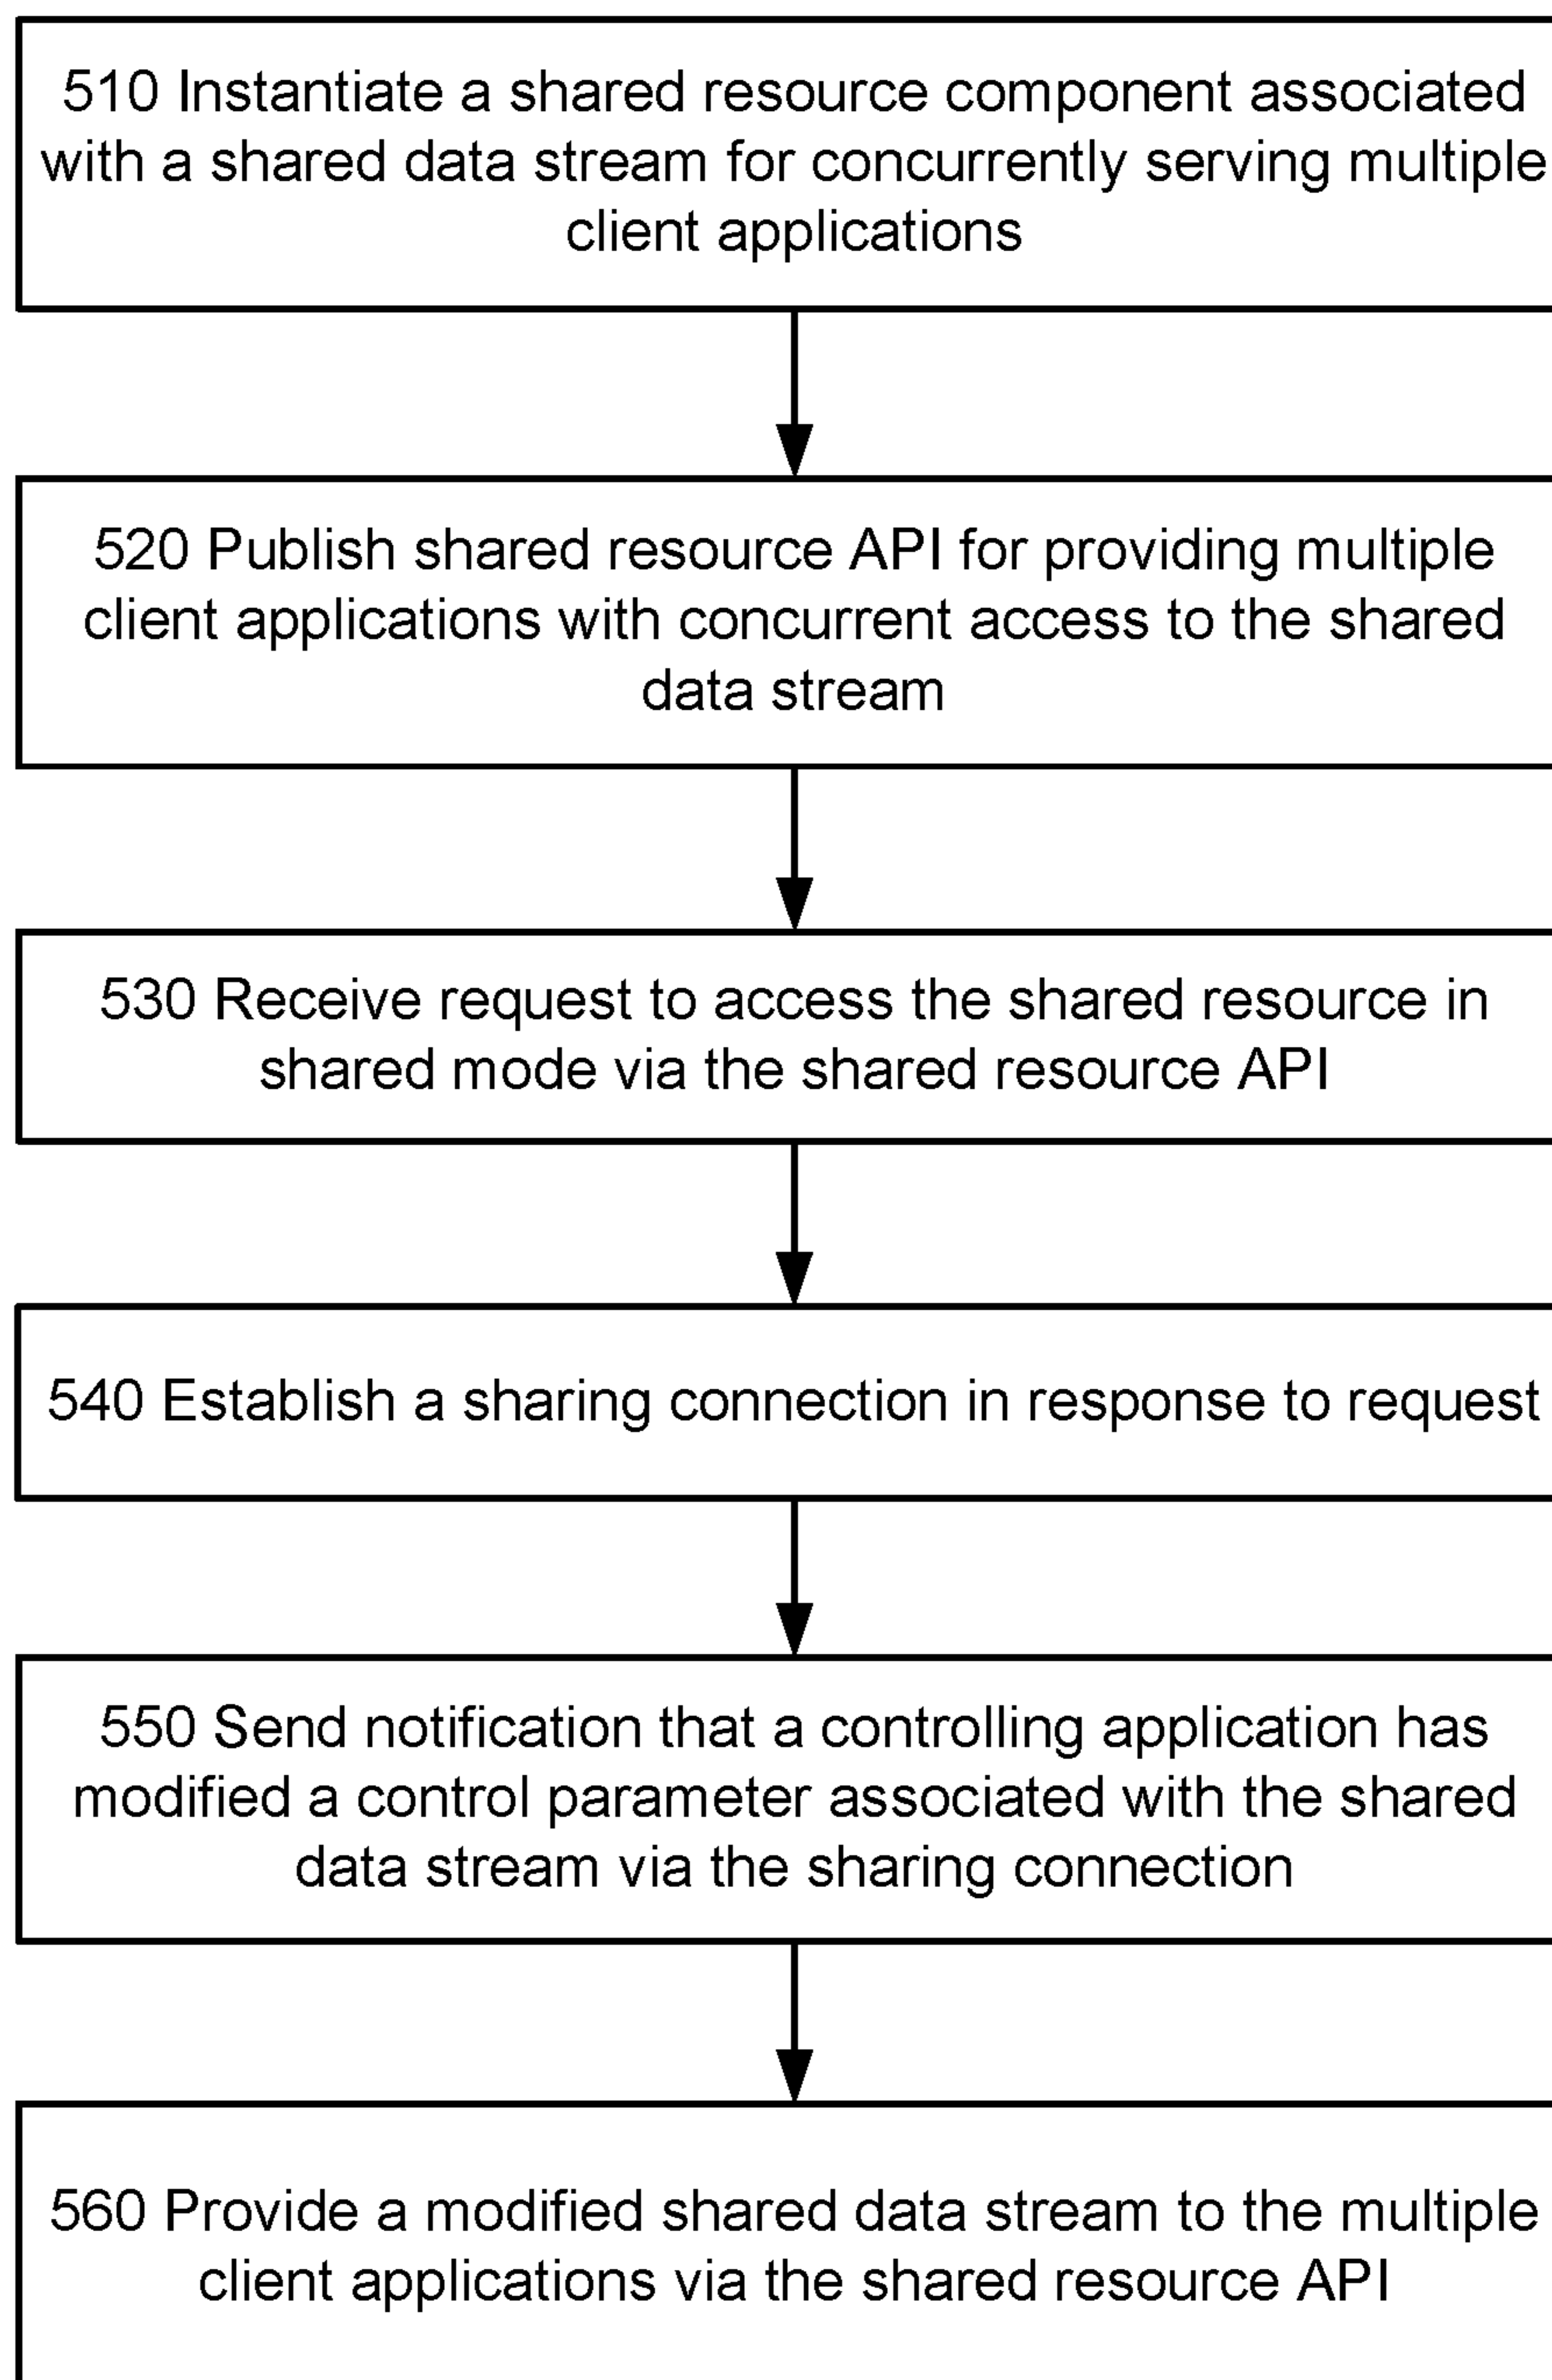 510 Instantiate a shared resource component associated
with a shared data stream for concurrently serving multiple
client applications
520 Publish shared resource API for providing multiple
client applications with concurrent access to the shared
data stream
530 Receive request to access the shared resource in
shared mode via the shared resource API
540 Establish a sharing connection in response to request
550 Send notification that a controlling application has
modified a control parameter associated with the shared
data stream via the sharing connection
560 Provide a modified shared data stream to the multiple
client applications via the shared resource API